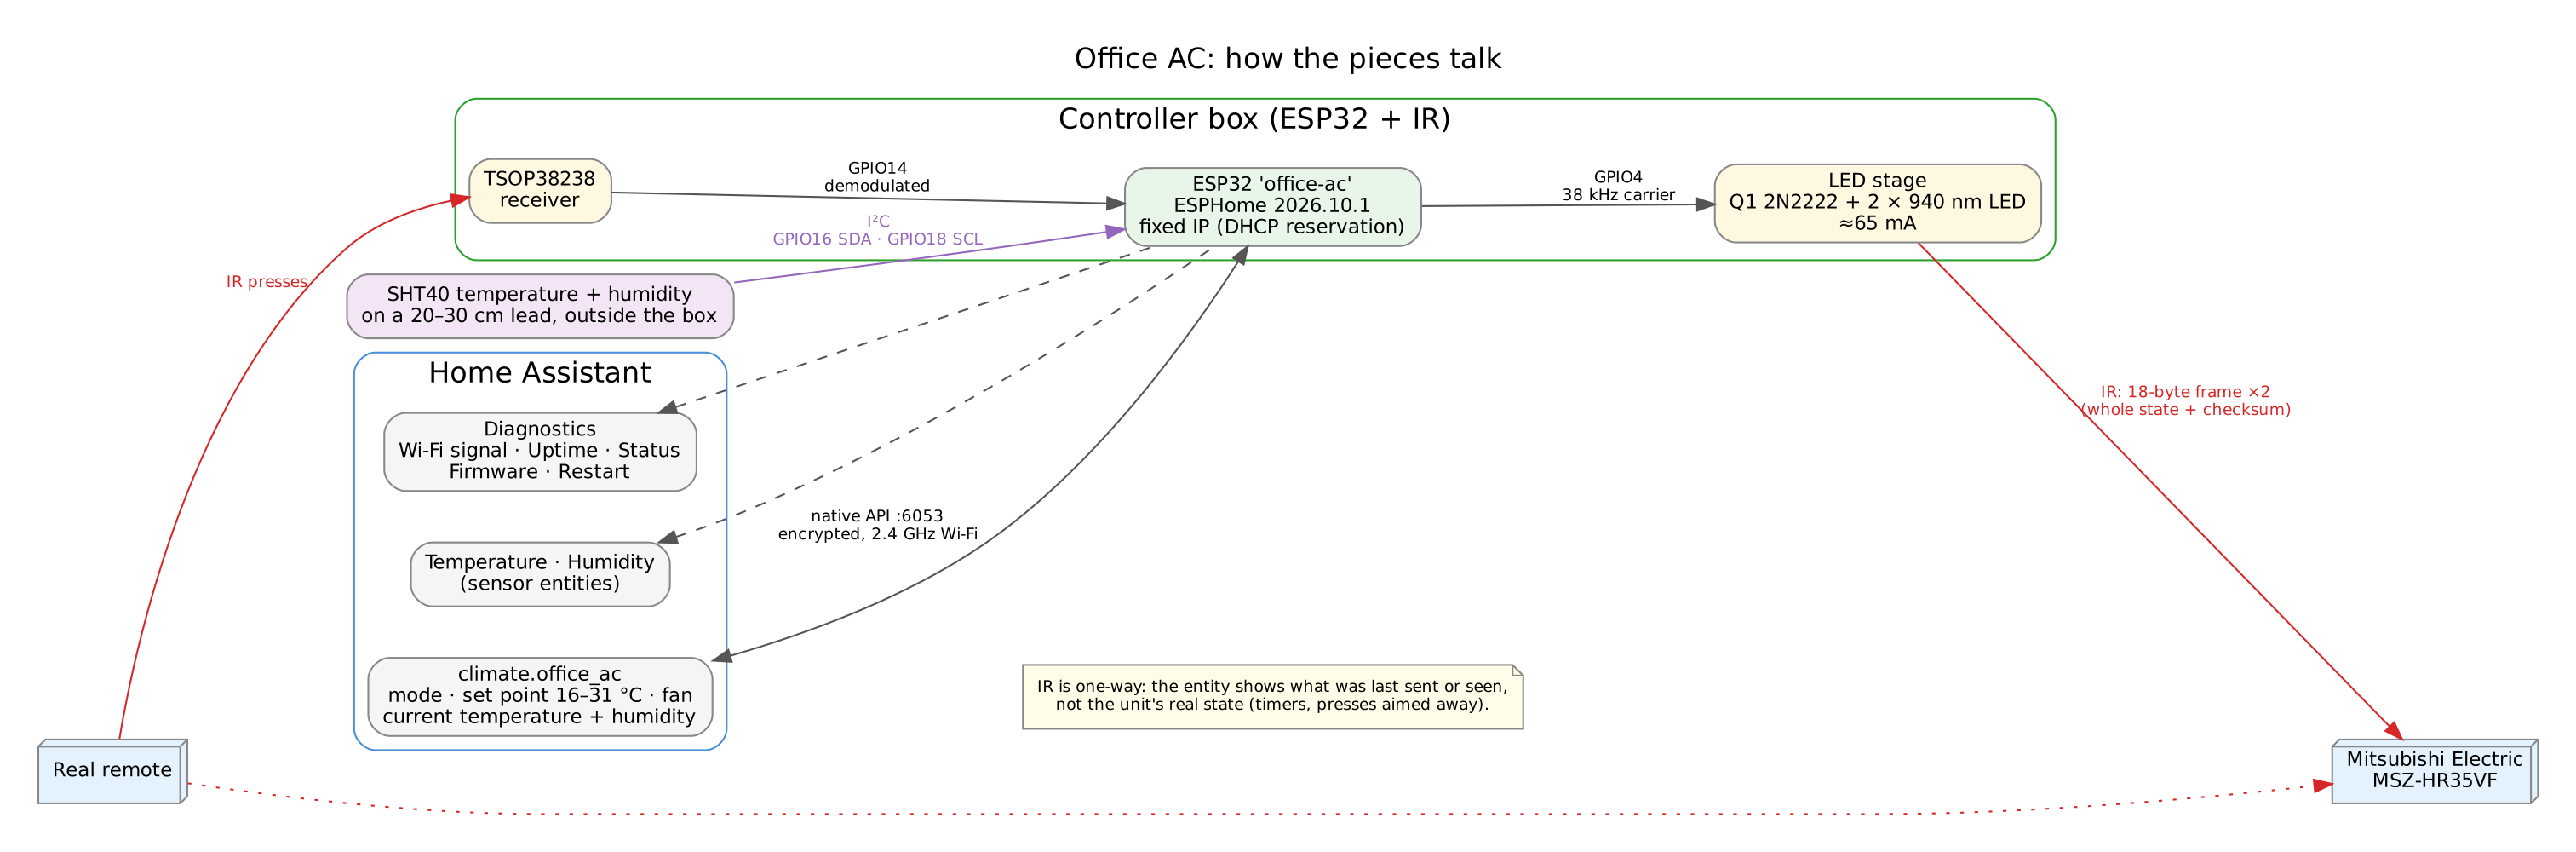 Office AC: how the pieces talk
Controller box (ESP32 + IR)
TSOP38238
receiver
GPIO14
demodulated
ESP32 'office-ac'
ESPHome 2026.10.1
fixed IP (DHCP reservation)
GPIO4
38 kHz carrier
LED stage
Q1 2N2222 + 2 × 940 nm LED
≈65 mA
I²C
GPIO16 SDA · GPIO18 SCL
IR presses
SHT40 temperature + humidity
on a 20–30 cm lead, outside the box
Home Assistant
Diagnostics
Wi-Fi signal · Uptime · Status
Firmware · Restart
IR: 18-byte frame ×2
(whole state + checksum)
native API :6053
encrypted, 2.4 GHz Wi-Fi
Temperature · Humidity
(sensor entities)
climate.office_ac
mode · set point 16–31 °C · fan
current temperature + humidity
IR is one-way: the entity shows what was last sent or seen,
not the unit's real state (timers, presses aimed away).
Real remote
Mitsubishi Electric
MSZ-HR35VF